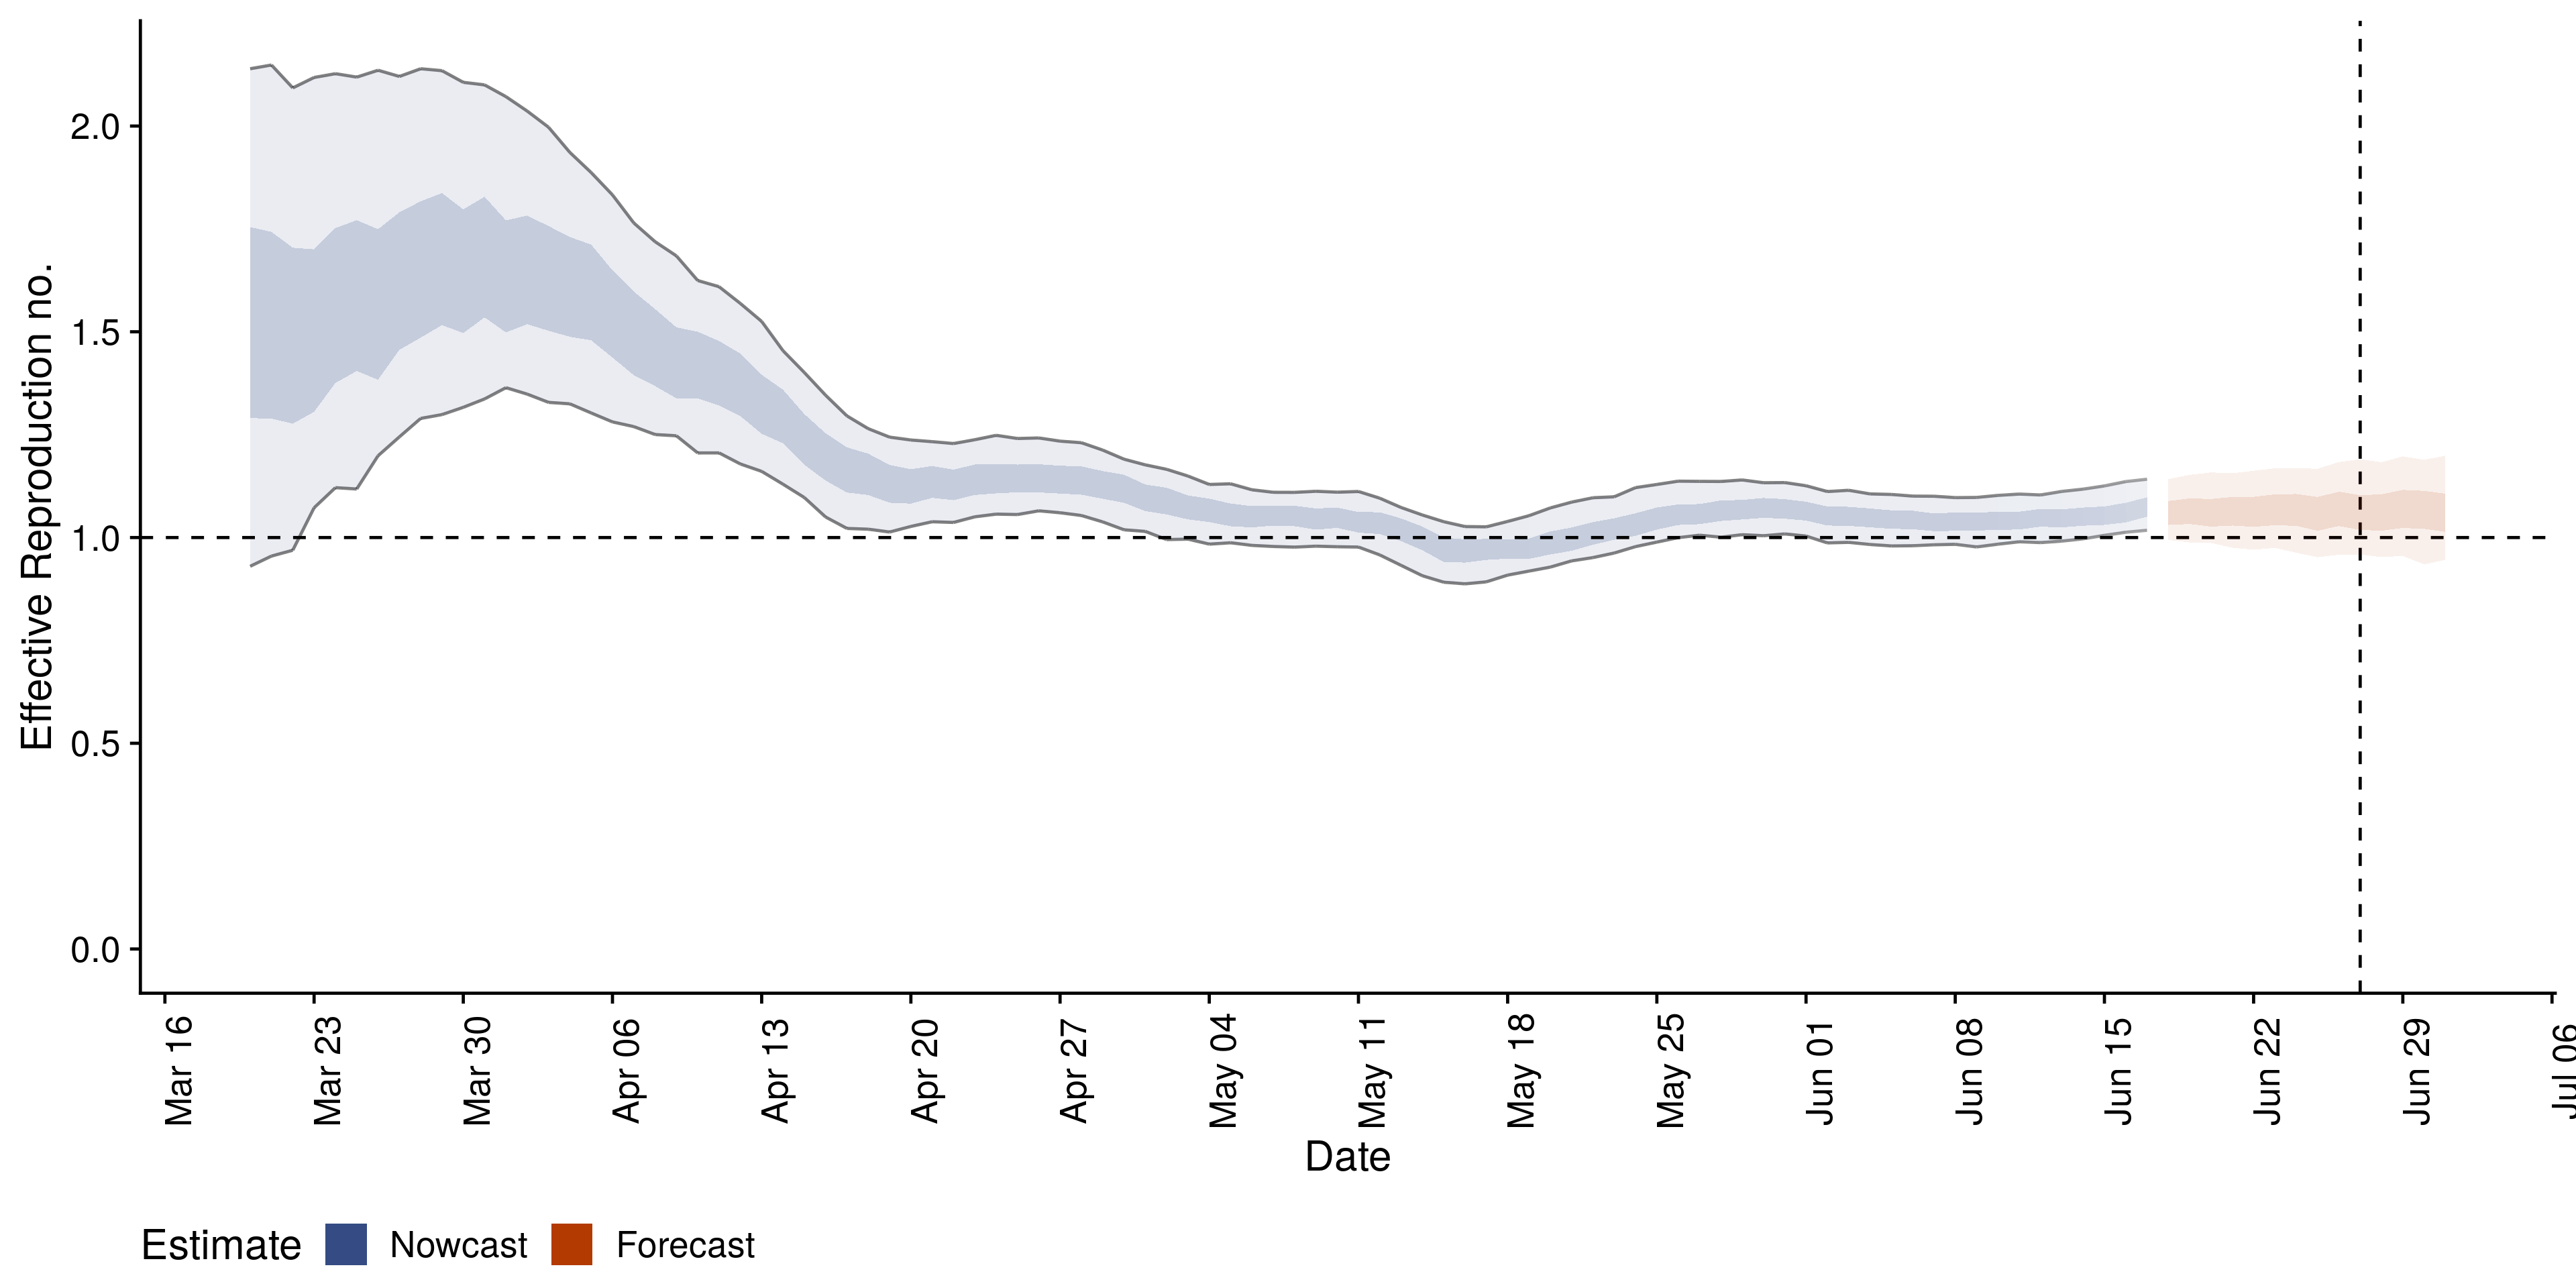 Effective Reproduction no.
2.0
1.5
1.0
0.5
0.0
Mar 16
Mar 23
Mar 30
Apr 06
Apr 13
Apr 20
Apr 27
May 04
May 11
May 18
May 25
Jun 01
Jun 08
Jun 15
Jun 22
Jun 29
Jul 06
Date
Estimate Nowcast Forecast